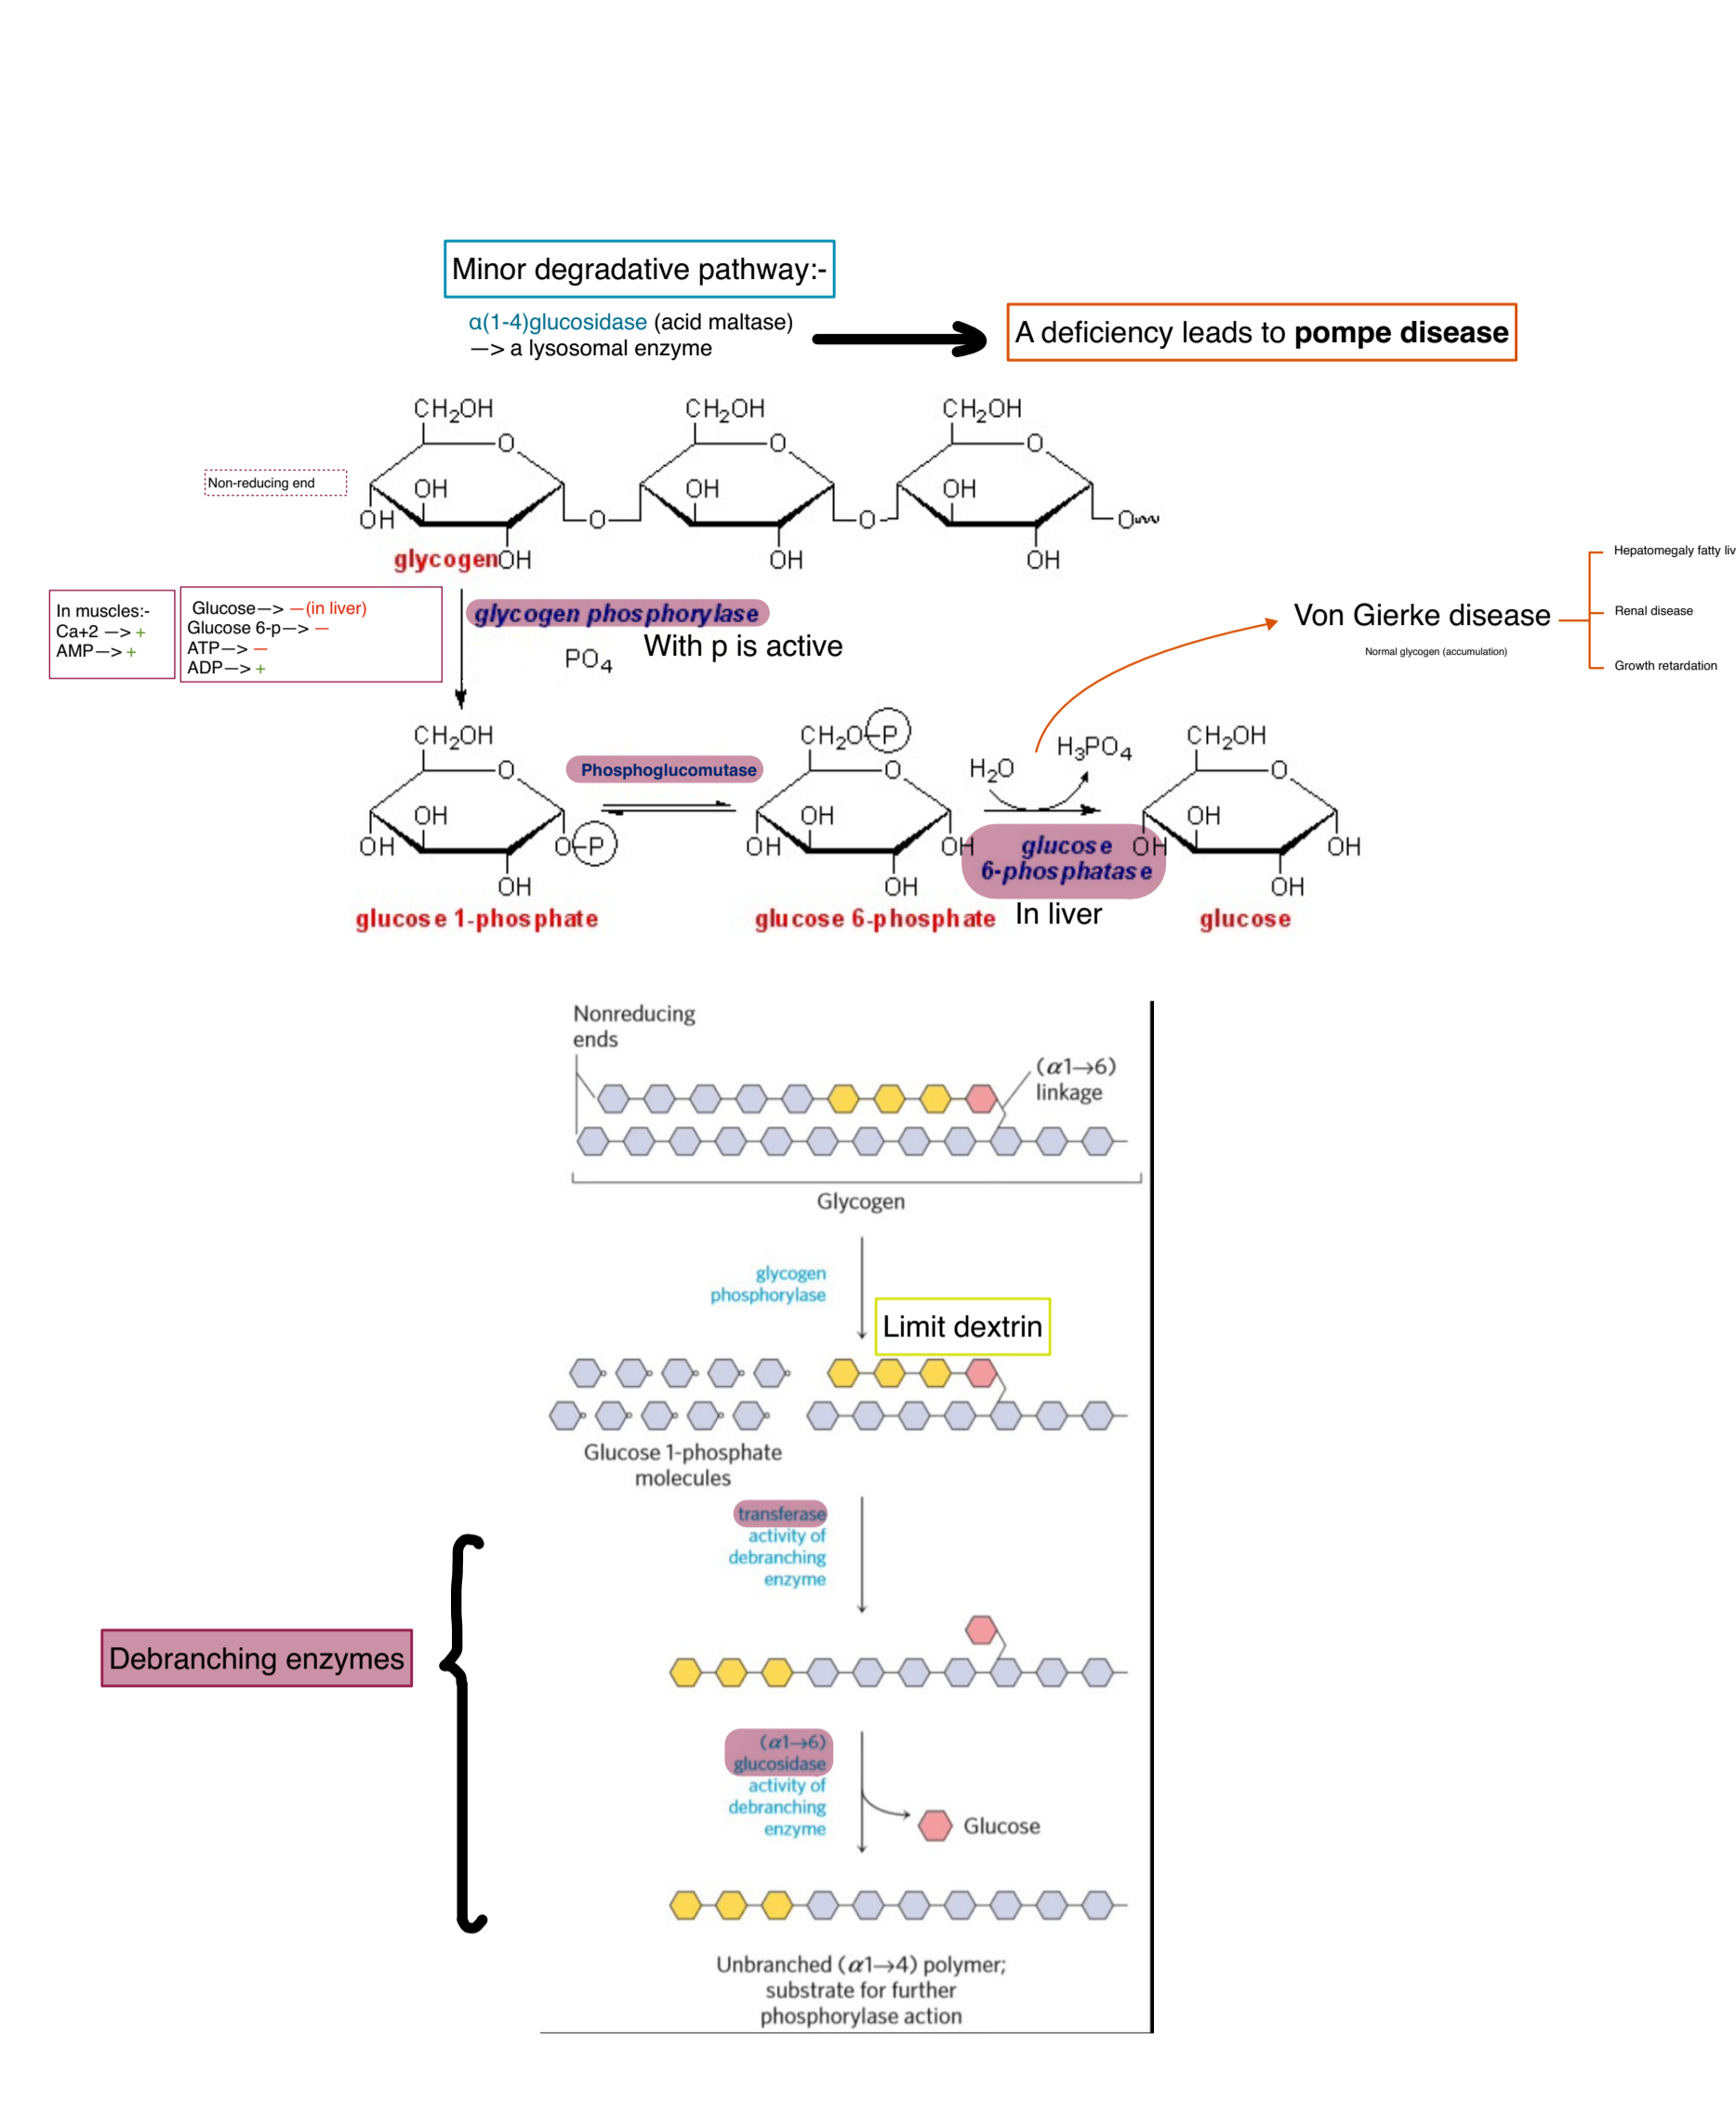 Minor degradative pathway:-
α(1-4)glucosidase (acid maltase)
—> a lysosomal enzyme
A deficiency leads to pompe disease
CH2OH
CH2OH
CH2OH
O
O
O
Non-reducing end
OH
OH
OH
OH
O
O
O
glycogen
OH
OH
OH
In muscles:-
Ca+2 —> +
AMP—> +
Glucose—> —(in liver)
Glucose 6-p—> —
ATP—> —
ADP—> +
glycogen phosphorylase
With p is active
PO4
Von Gierke disease
Normal glycogen (accumulation)
Hepatomegaly fatty liv
Renal disease
Growth retardation
CH2OH
O
OH
OH
O
P
OH
glucose 1-phosphate
Phosphoglucomutase
CH2O
P
O
OH
OH
OH
OH
glucose 6-phosphate
H2O
H3PO4
glucose
6-phosphatase
In liver
CH2OH
O
OH
OH
OH
OH
glucose
Nonreducing
ends
(α1→6)
linkage
Glycogen
glycogen
phosphorylase
Limit dextrin
Glucose 1-phosphate
molecules
transferase
activity of
debranching
enzyme
Debranching enzymes
(α1→6)
glucosidase
activity of
debranching
enzyme
Glucose
Unbranched (α1→4) polymer;
substrate for further
phosphorylase action